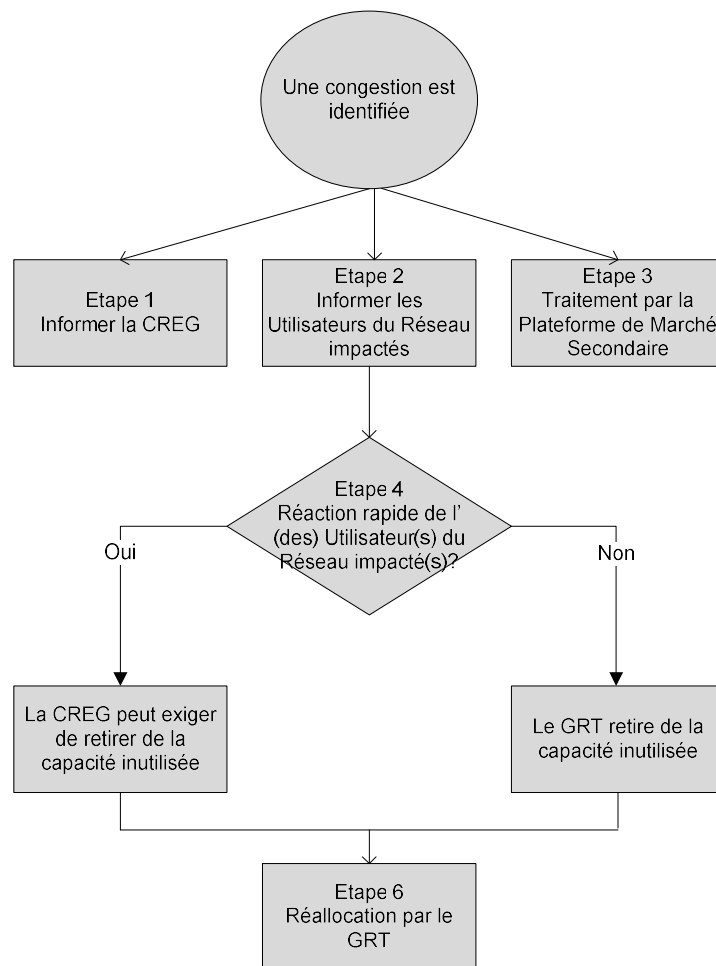 Une congestion est
identifiée
Etape 1
Informer la CREG
Etape 2
Informer les
Utilisateurs du Réseau
impactés
Etape 3
Traitement par la
Plateforme de Marché
Secondaire
Etape 4
Réaction rapide de l'
(des) Utilisateur(s) du
Réseau impacté(s)?
Oui
Non
La CREG peut exiger
de retirer de la
capacité inutilisée
Le GRT retire de la
capacité inutilisée
Etape 6
Réallocation par le
GRT